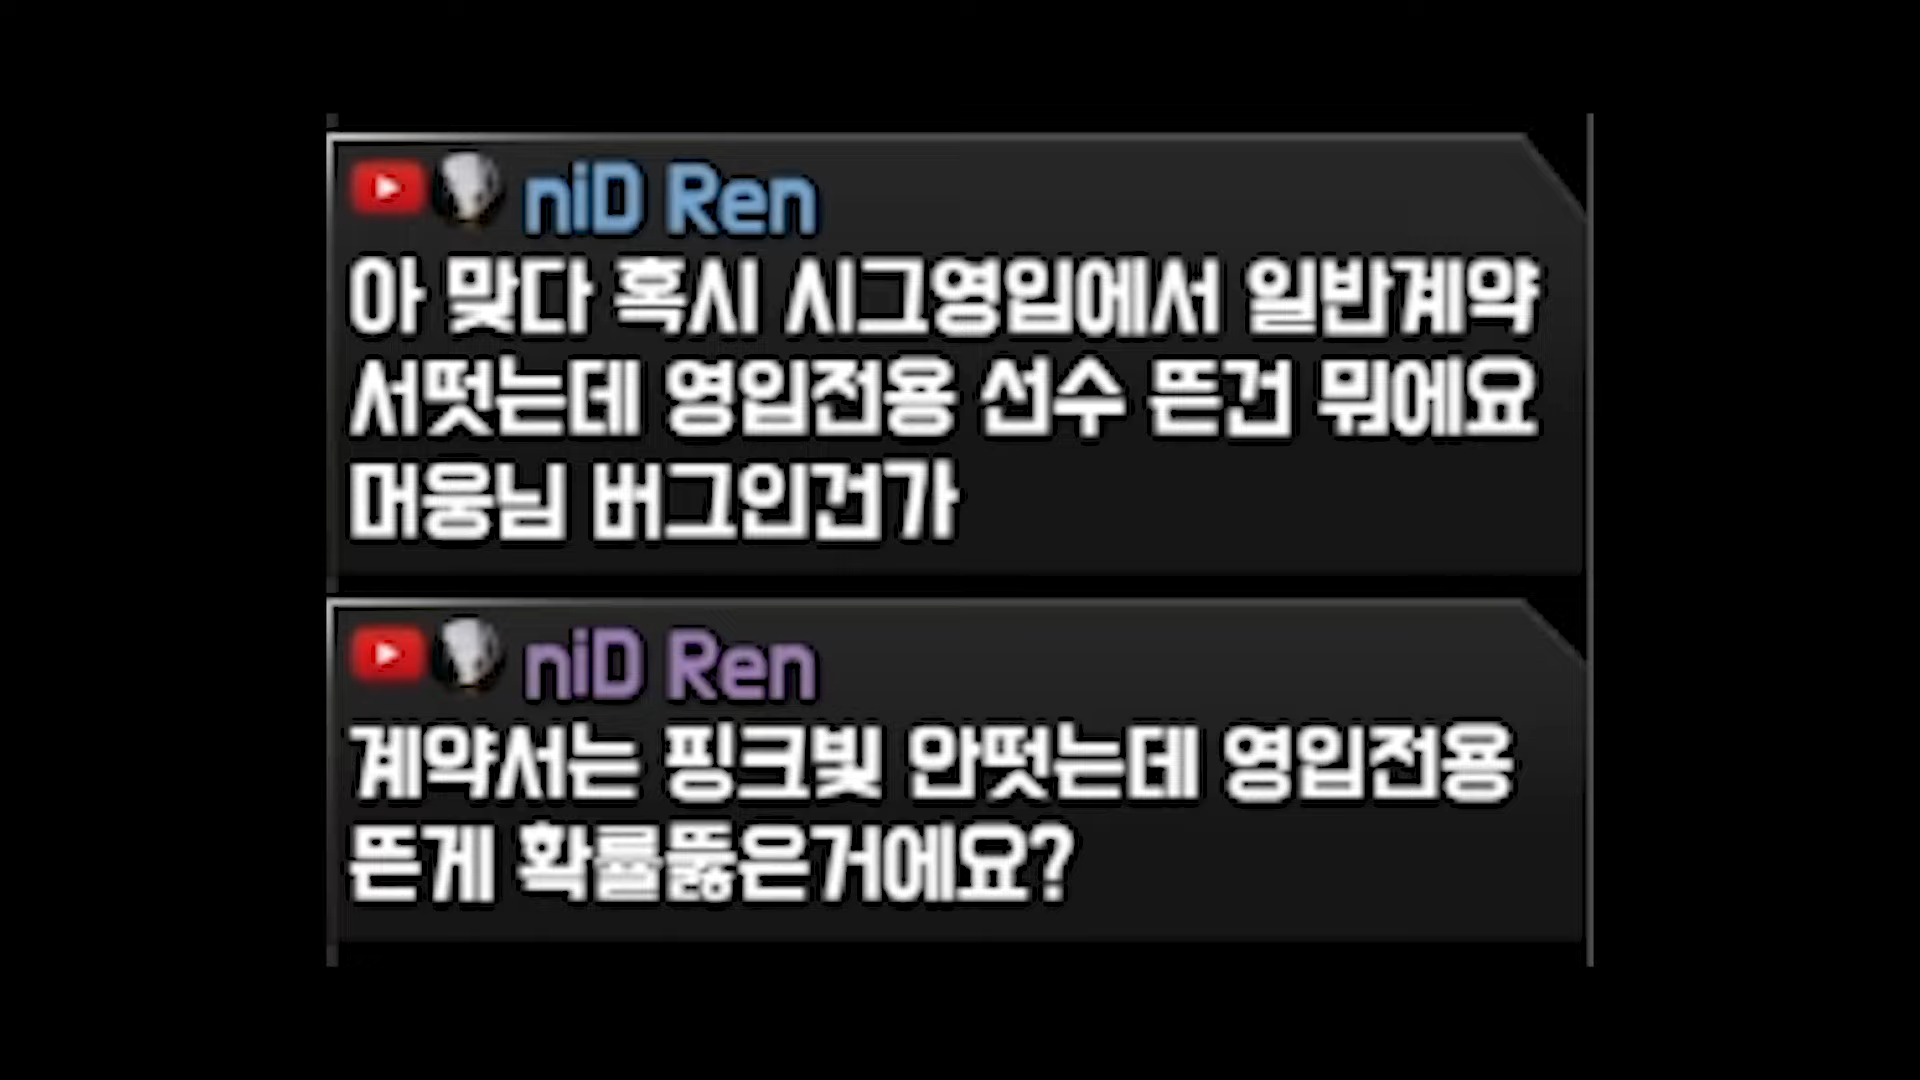 niD Ren
아 맞다 혹시 시그영입에서 일반계약
서떳는데 영입전용 선수 뜬건 뭐에요
머웅님 버그인건가
niD Ren
계약서는 핑크빛 안떳는데 영입전용
뜬게 확률뚫은거에요?